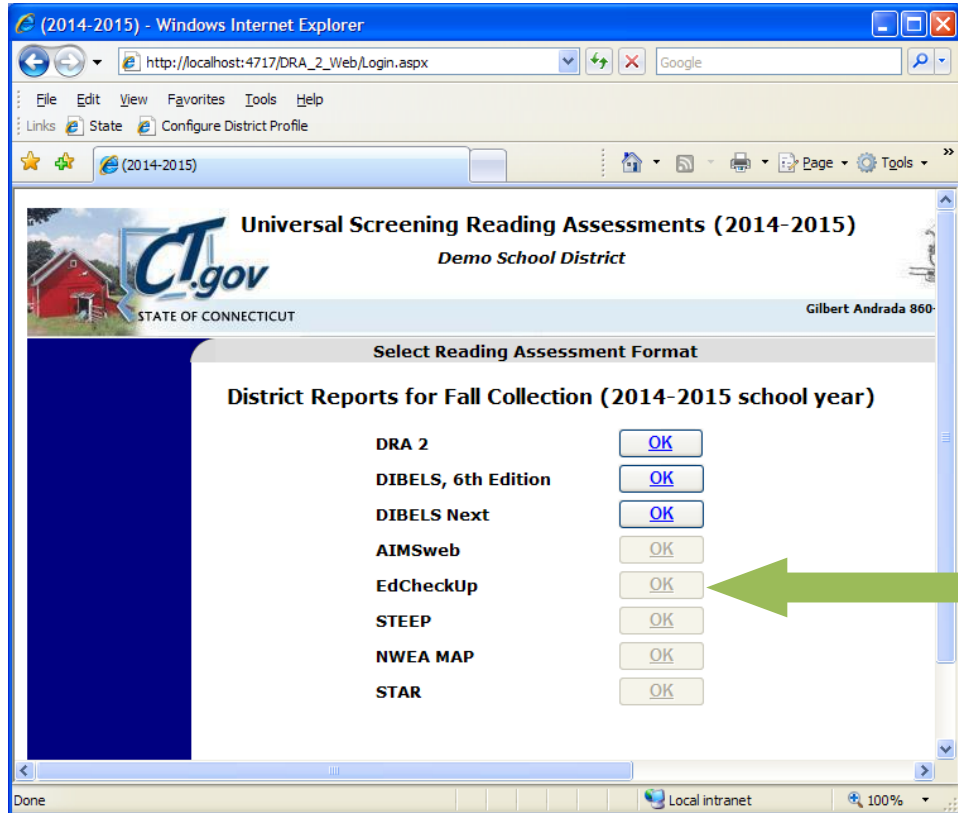 (2014-2015) - Windows Internet Explorer
http://localhost:4717/DRA_2_Web/Login.aspx
Google
File Edit View Favorites Tools Help
Links State Configure District Profile
(2014-2015)
Page Tools »
CT.gov
STATE OF CONNECTICUT
Universal Screening Reading Assessments (2014-2015)
Demo School District
Gilbert Andrada 860-
Select Reading Assessment Format
District Reports for Fall Collection (2014-2015 school year)
DRA 2 OK
DIBELS, 6th Edition OK
DIBELS Next OK
AIMSweb OK
EdCheckUp OK
STEEP OK
NWEA MAP OK
STAR OK
Done Local intranet 100%